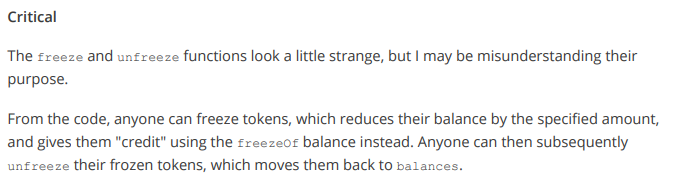 Critical
The freeze and unfreeze functions look a little strange, but I may be misunderstanding their
purpose.
From the code, anyone can freeze tokens, which reduces their balance by the specified amount,
and gives them "credit" using the freezeOf balance instead. Anyone can then subsequently
unfreeze their frozen tokens, which moves them back to balances.